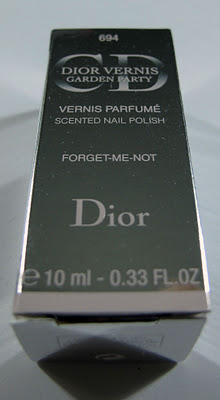 694
CD
DIOR VERNIS
GARDEN PARTY
VERNIS PARFUMÉ
SCENTED NAIL POLISH
FORGET-ME-NOT
Dior
℮ 10 ml - 0.33 FL.OZ